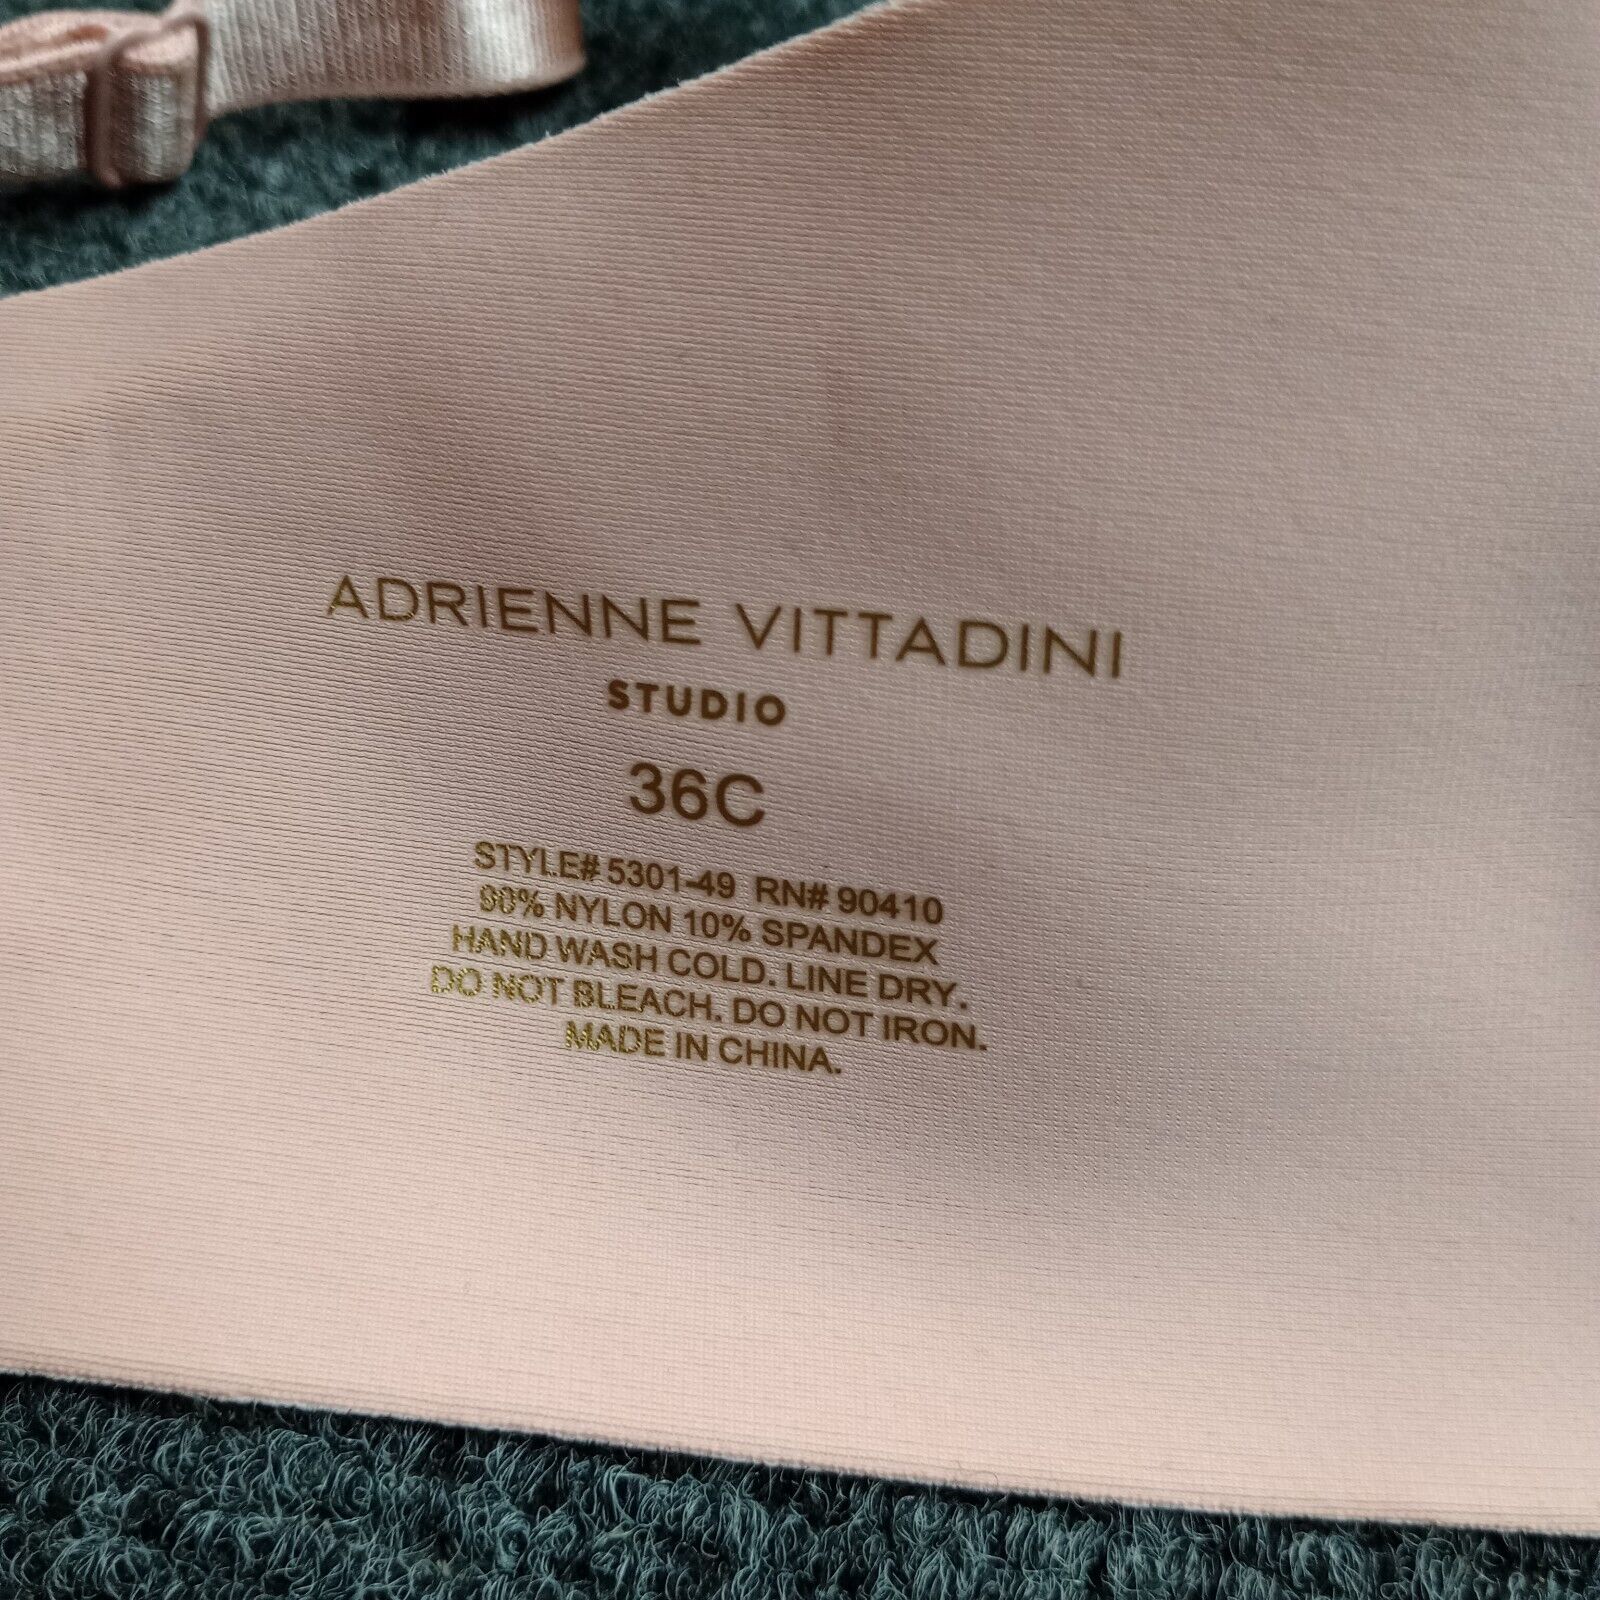 ADRIENNE VITTADINI
STUDIO
36C
STYLE# 5301-49 RN# 90410
90% NYLON 10% SPANDEX
HAND WASH COLD. LINE DRY.
DO NOT BLEACH. DO NOT IRON.
MADE IN CHINA.